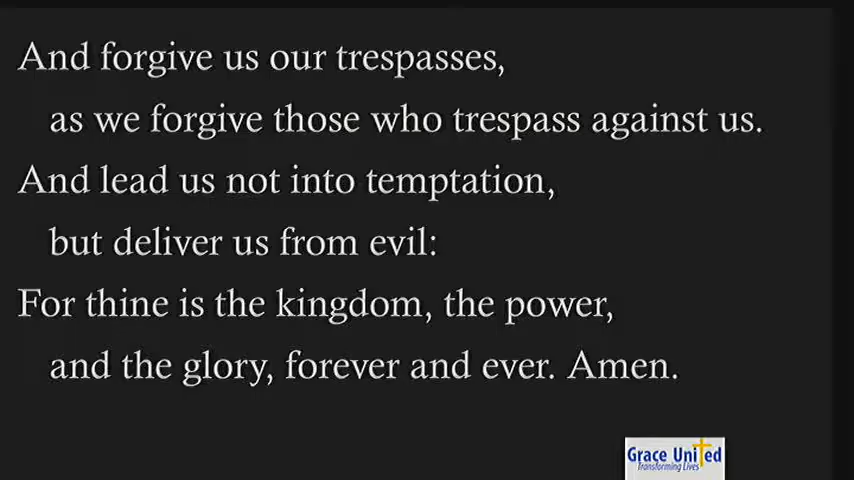 And forgive us our trespasses,
as we forgive those who trespass against us.
And lead us not into temptation,
but deliver us from evil:
For thine is the kingdom, the power,
and the glory, forever and ever. Amen.
Grace United
Transforming Lives